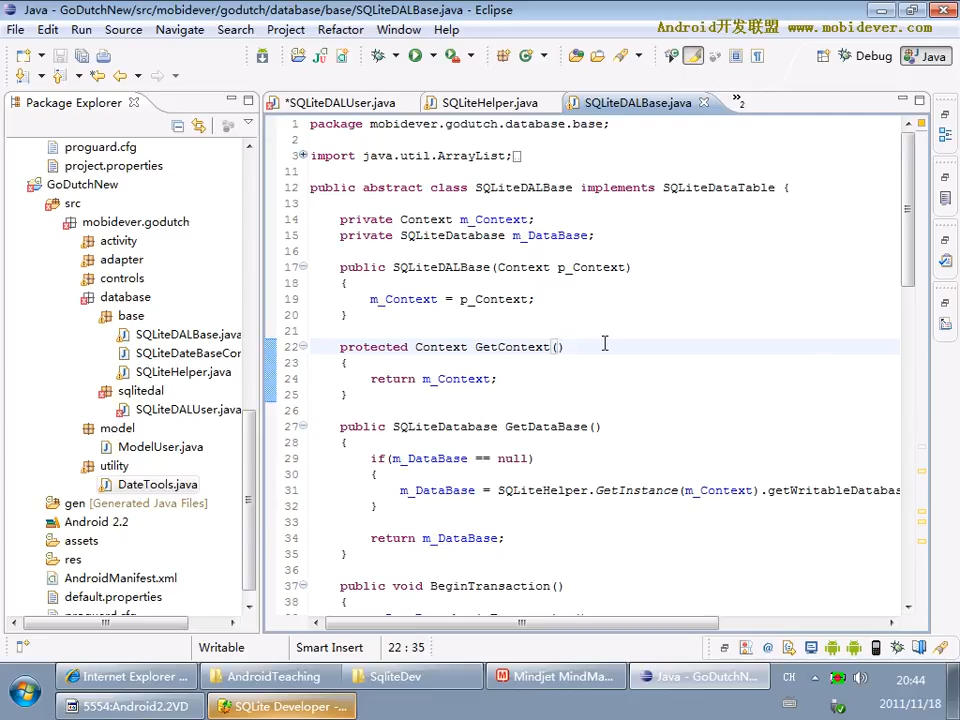 Java - GoDutchNew/src/mobidever/godutch/database/base/SQLiteDALBase.java - Eclipse
File Edit Run Source Navigate Search Project Refactor Window Help
Android开发联盟 www.mobidever.com
Debug Java
Package Explorer
*SQLiteDALUser.java SQLiteHelper.java SQLiteDALBase.java »2
proguard.cfg
project.properties
GoDutchNew
src
mobidever.godutch
activity
adapter
controls
database
base
SQLiteDALBase.java
SQLiteDateBaseCor
SQLiteHelper.java
sqlitedal
SQLiteDALUser.java
model
ModelUser.java
utility
DateTools.java
gen [Generated Java Files]
Android 2.2
assets
res
AndroidManifest.xml
default.properties
proguard.cfg
1 package mobidever.godutch.database.base;
2
3 import java.util.ArrayList;
11
12 public abstract class SQLiteDALBase implements SQLiteDataTable {
13
14 private Context m_Context;
15 private SQLiteDatabase m_DataBase;
16
17 public SQLiteDALBase(Context p_Context)
18 {
19 m_Context = p_Context;
20 }
21
22 protected Context GetContext()
23 {
24 return m_Context;
25 }
26
27 public SQLiteDatabase GetDataBase()
28 {
29 if(m_DataBase == null)
30 {
31 m_DataBase = SQLiteHelper.GetInstance(m_Context).getWritableDatabas
32 }
33
34 return m_DataBase;
35 }
36
37 public void BeginTransaction()
38 {
Writable Smart Insert 22 : 35
Internet Explorer ... AndroidTeaching SqliteDev Mindjet MindMa... Java - GoDutchN... CH 20:44
5554:Android2.2VD SQLite Developer -... 2011/11/18